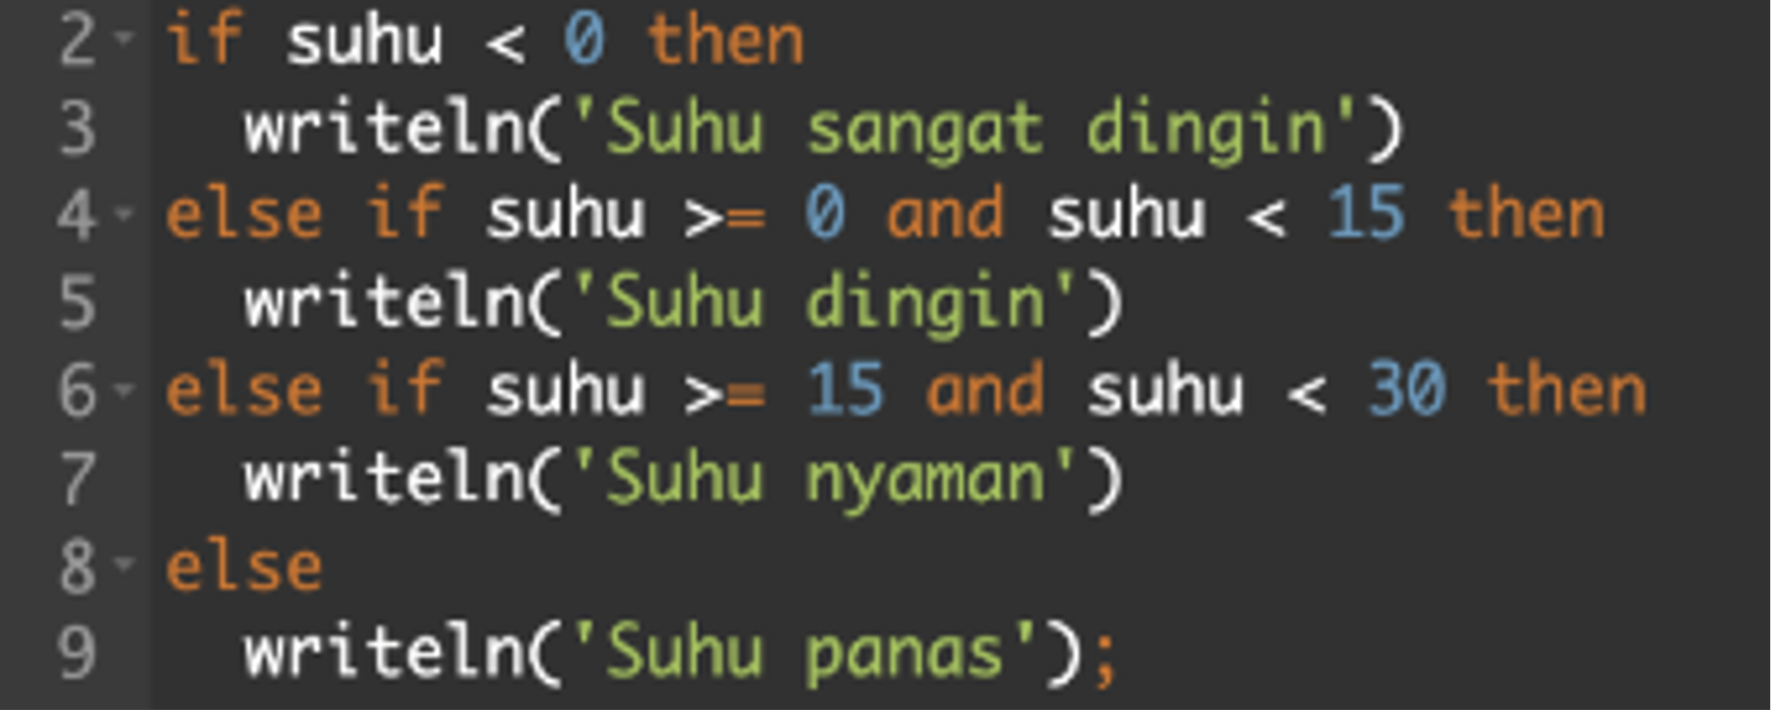 2 if suhu < 0 then
3   writeln('Suhu sangat dingin')
4 else if suhu >= 0 and suhu < 15 then
5   writeln('Suhu dingin')
6 else if suhu >= 15 and suhu < 30 then
7   writeln('Suhu nyaman')
8 else
9   writeln('Suhu panas');